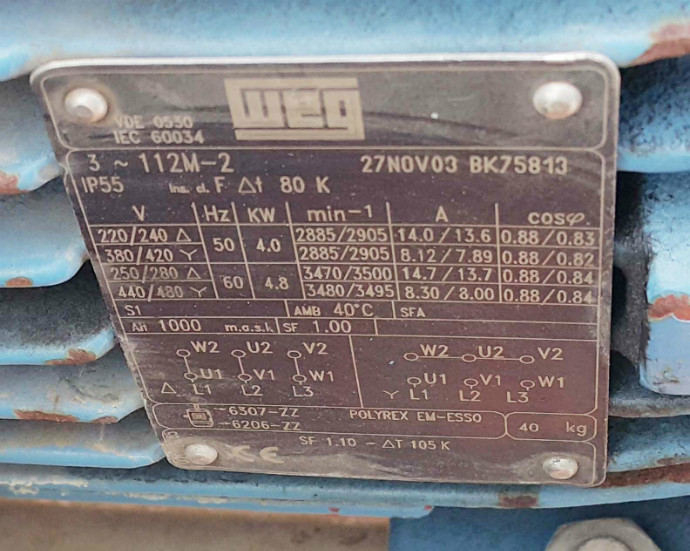 weg
VDE 0530
IEC 60034
3 ~ 112M-2 27NOV03 BK75813
IP55 Ins. cl. F Δt 80 K
V Hz KW min-1 A cosφ.
220/240 Δ 50 4.0 2885/2905 14.0/13.6 0.88/0.83
380/420 Y 2885/2905 8.12/7.89 0.88/0.82
250/280 Δ 60 4.8 3470/3500 14.7/13.7 0.88/0.84
440/480 Y 3480/3495 8.30/8.00 0.88/0.84
S1 AMB 40°C SFA
Alt 1000 m.a.s.l. SF 1.00
W2 U2 V2 W2 U2 V2
U1 V1 W1 U1 V1 W1
Δ L1 L2 L3 Y L1 L2 L3
-6307-ZZ POLYREX EM-ESSO 40 kg
-6206-ZZ
SF 1.10 - ΔT 105 K
CE